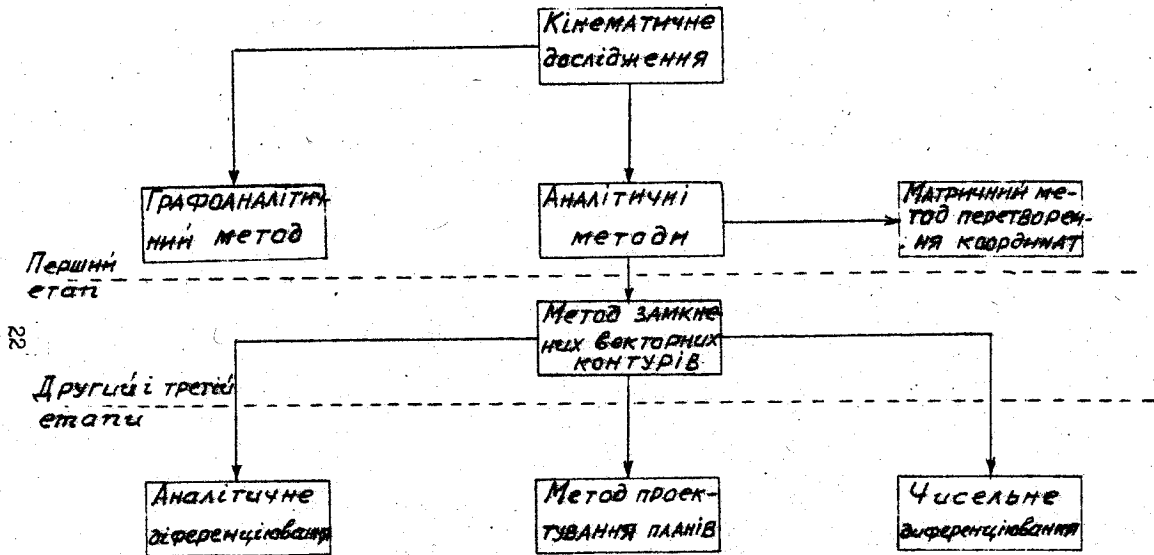 Кінематичне
дослідження
Графоаналітич-
ний метод
Аналітичні
методи
Матричний ме-
тод перетворен-
ня координат
Перший
етап
Метод замкне-
них векторних
контурів
22
Другий і третій
етапи
Аналітичне
діференціювання
Метод проек-
тування планів
Чисельне
диференціювання